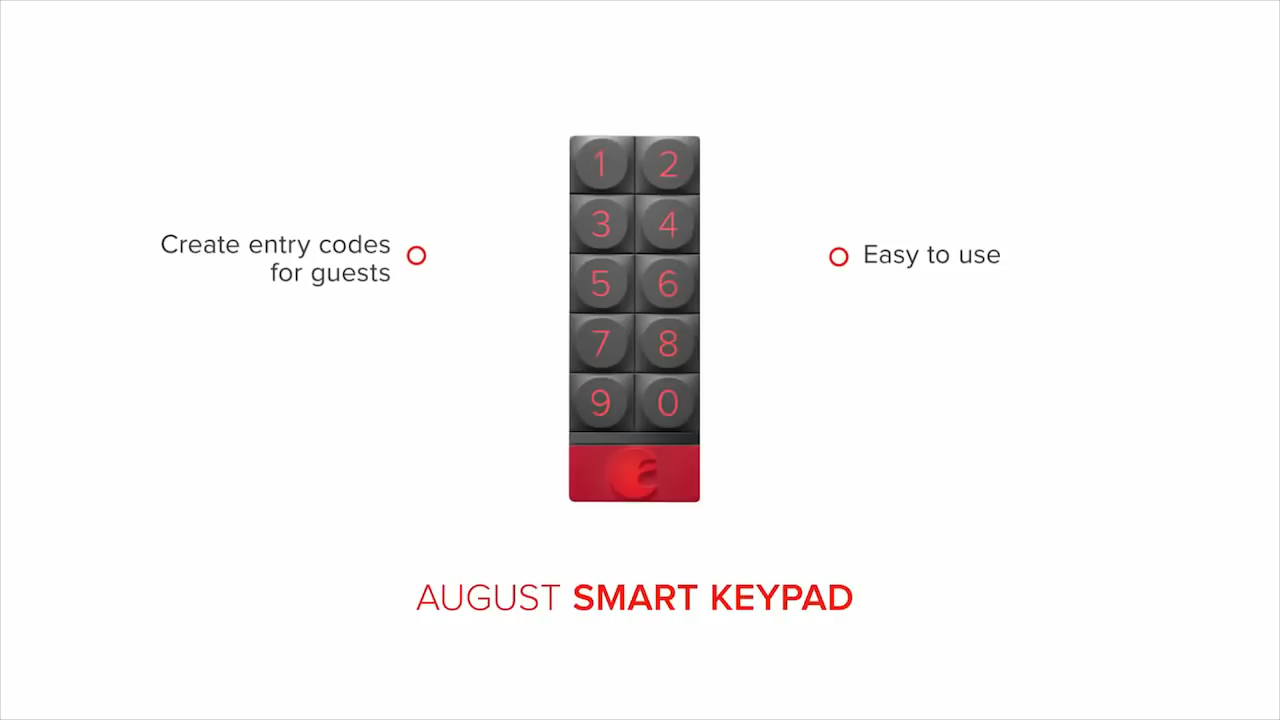 1 2
3 4
Create entry codes
for guests
Easy to use
5 6
7 8
9 0
AUGUST SMART KEYPAD